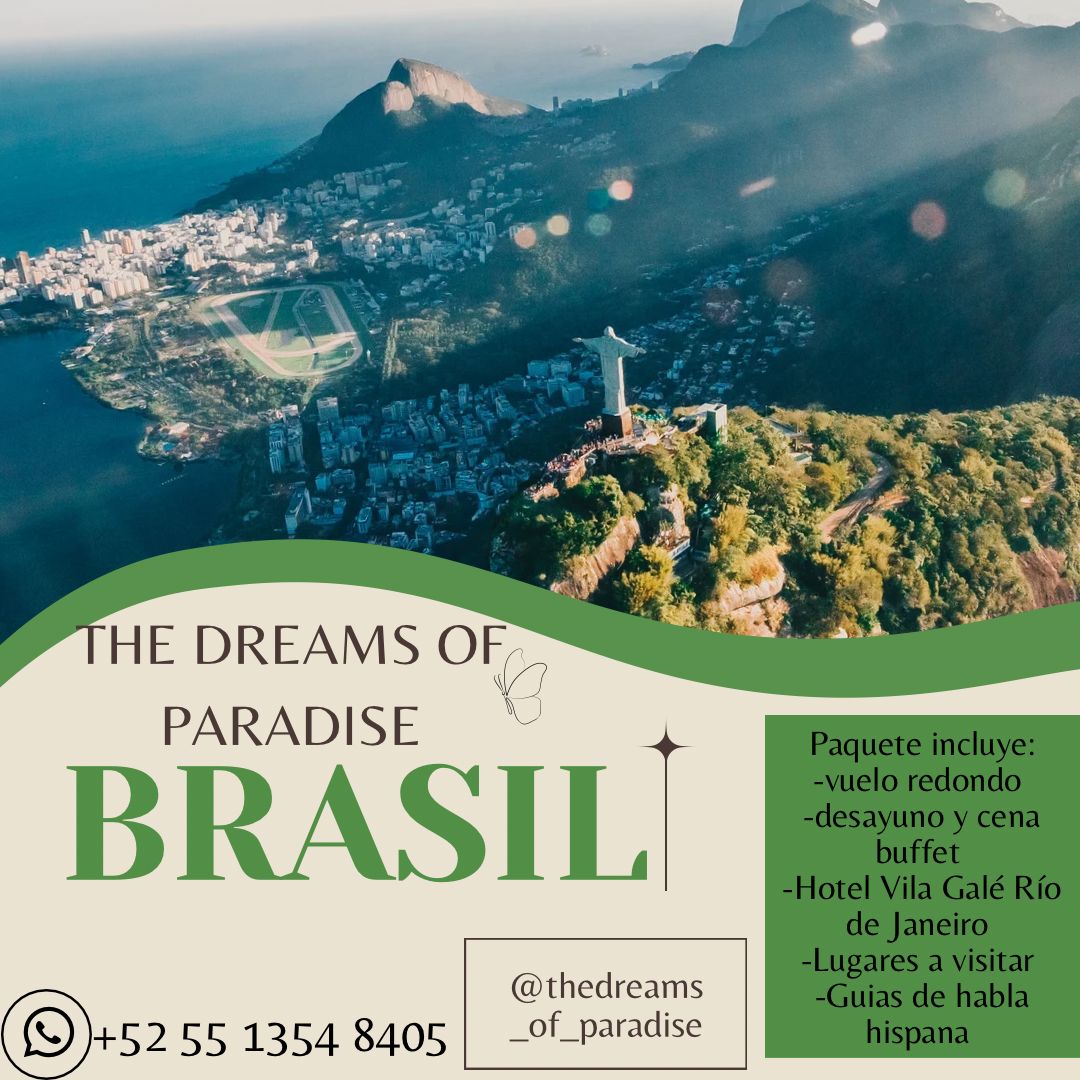 THE DREAMS OF
PARADISE
BRASIL
Paquete incluye:
-vuelo redondo
-desayuno y cena
buffet
-Hotel Vila Galé Río
de Janeiro
-Lugares a visitar
-Guias de habla
hispana
@thedreams
_of_paradise
+52 55 1354 8405